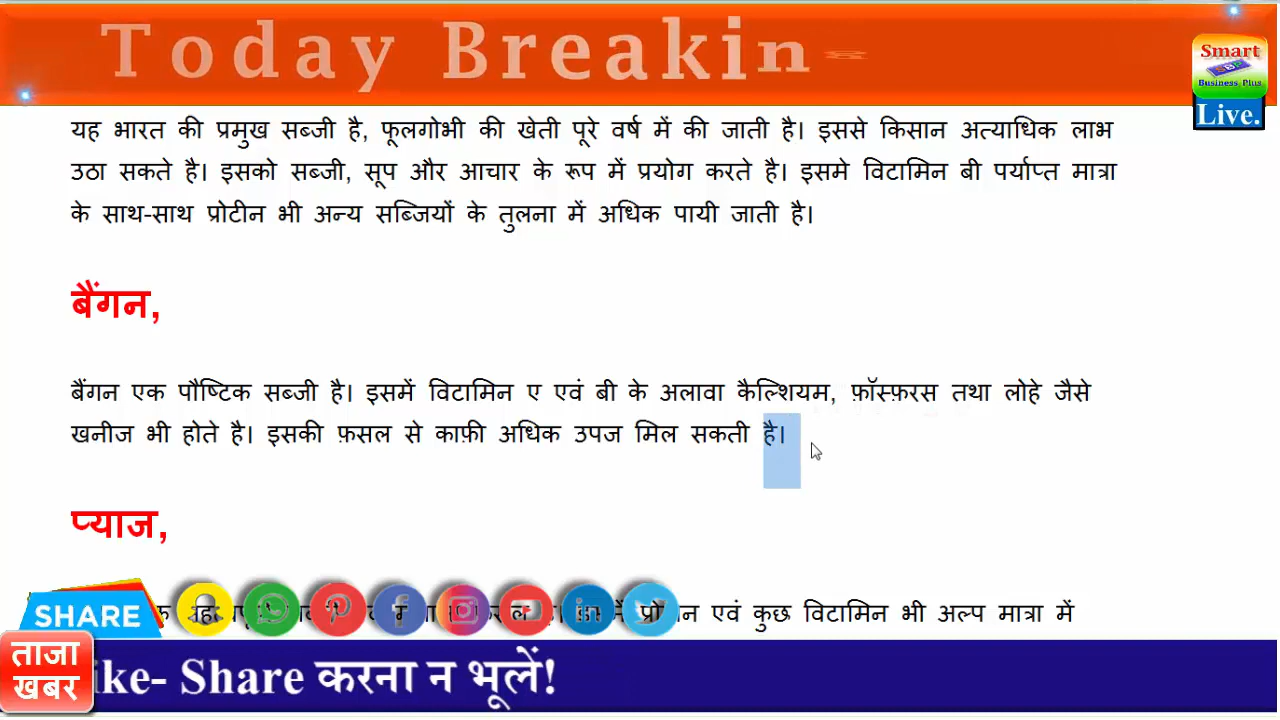 Today Breakin
Smart
SBP
Business Plus
Live.
यह भारत की प्रमुख सब्जी है, फूलगोभी की खेती पूरे वर्ष में की जाती है। इससे किसान अत्याधिक लाभ
उठा सकते है। इसको सब्जी, सूप और आचार के रूप में प्रयोग करते है। इसमे विटामिन बी पर्याप्त मात्रा
के साथ-साथ प्रोटीन भी अन्य सब्जियों के तुलना में अधिक पायी जाती है।
बैंगन,
बैंगन एक पौष्टिक सब्जी है। इसमें विटामिन ए एवं बी के अलावा कैल्शियम, फ़ॉस्फ़रस तथा लोहे जैसे
खनीज भी होते है। इसकी फ़सल से काफ़ी अधिक उपज मिल सकती है।
प्याज,
SHARE
एवं कुछ विटामिन भी अल्प मात्रा में
ताजा
खबर
ike- Share करना न भूलें!